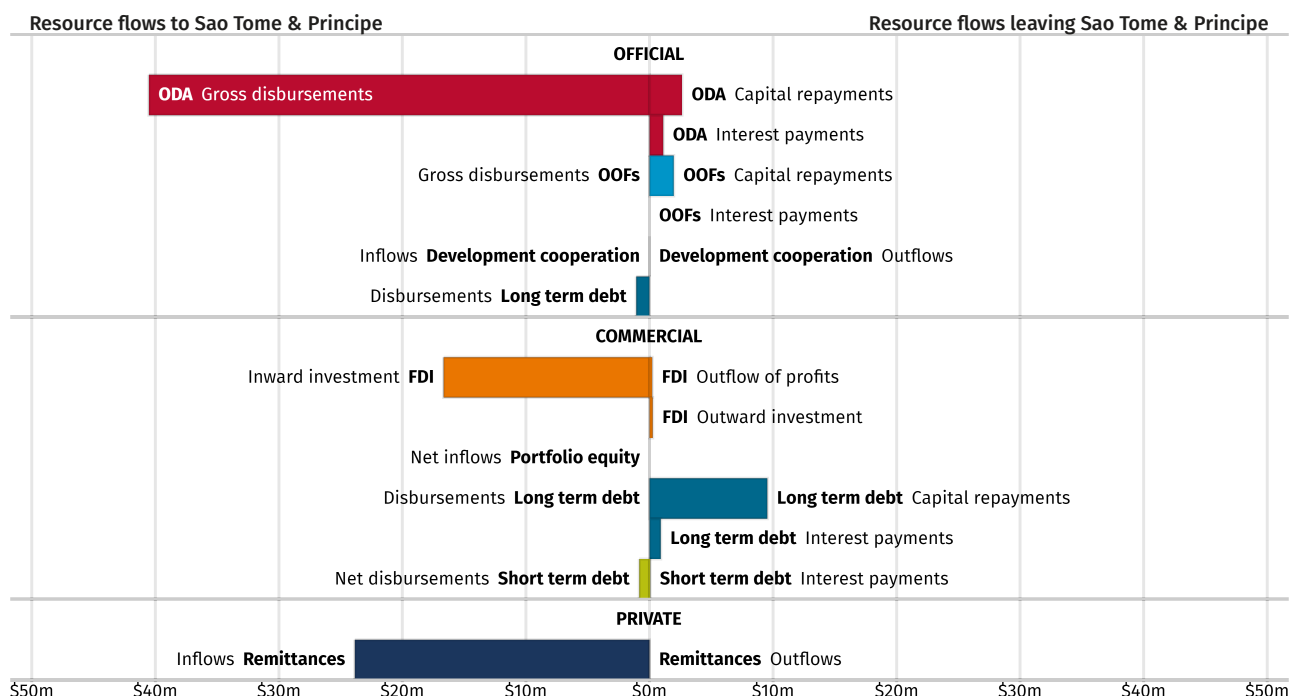 Resource flows to Sao Tome & Principe Resource flows leaving Sao Tome & Principe
OFFICIAL
ODA Gross disbursements ODA Capital repayments
ODA Interest payments
Gross disbursements OOFs OOFs Capital repayments
OOFs Interest payments
Inflows Development cooperation Development cooperation Outflows
Disbursements Long term debt
COMMERCIAL
Inward investment FDI FDI Outflow of profits
FDI Outward investment
Net inflows Portfolio equity
Disbursements Long term debt Long term debt Capital repayments
Long term debt Interest payments
Net disbursements Short term debt Short term debt Interest payments
PRIVATE
Inflows Remittances Remittances Outflows
$50m $40m $30m $20m $10m $0m $10m $20m $30m $40m $50m